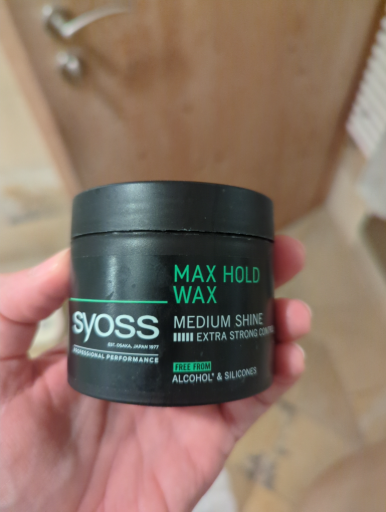 MAX HOLD
WAX
syoss
EST. OSAKA, JAPAN 1977
PROFESSIONAL PERFORMANCE
MEDIUM SHINE
EXTRA STRONG CONTROL
FREE FROM
ALCOHOL* & SILICONES